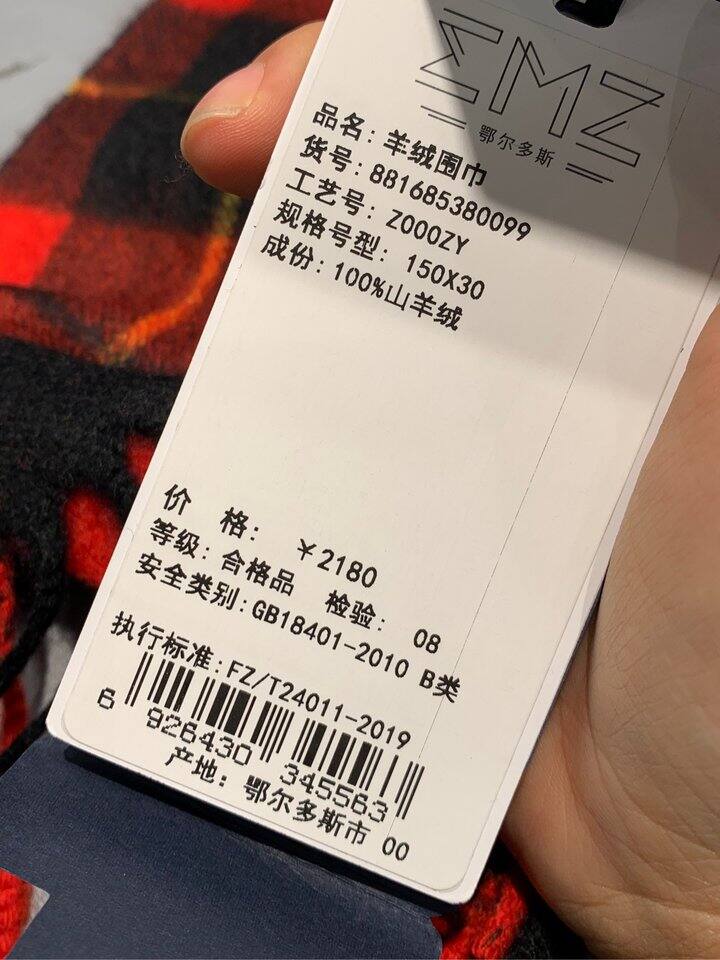 ΣMZ
鄂尔多斯
品名: 羊绒围巾
货号: 881685380099
工艺号: Z000ZY
规格号型: 150X30
成份: 100%山羊绒
价 格: ¥2180
等级: 合格品 检验: 08
安全类别:GB18401-2010 B类
执行标准:FZ/T24011-2019
6 926430 345563
产地: 鄂尔多斯市 00